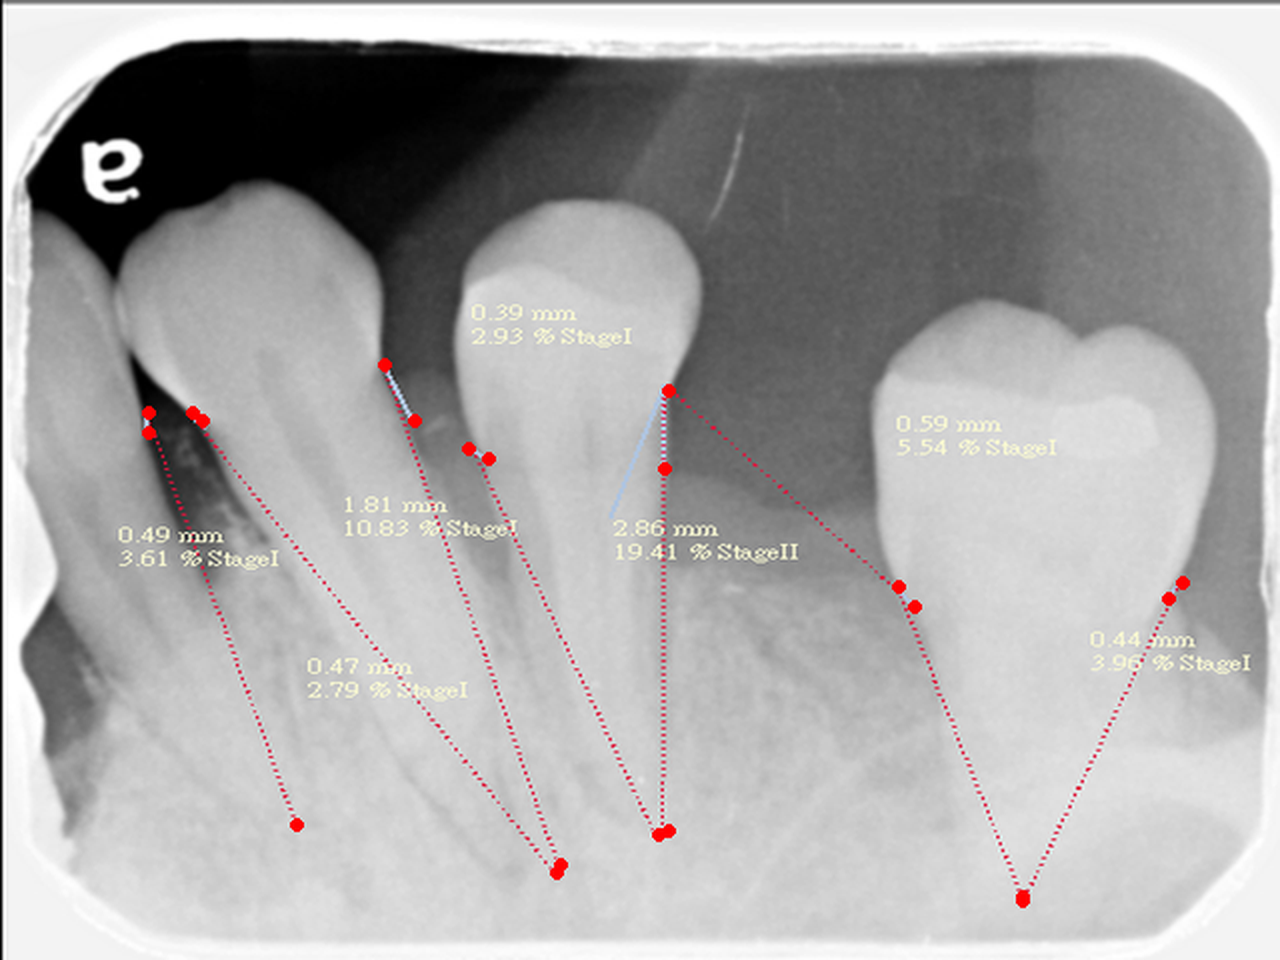 a
0.39 mm
2.93 % StageI
0.59 mm
5.54 % StageI
1.81 mm
10.83 % StageI
0.49 mm
3.61 % StageI
2.86 mm
19.41 % StageII
0.44 mm
3.96 % StageI
0.47 mm
2.79 % StageI